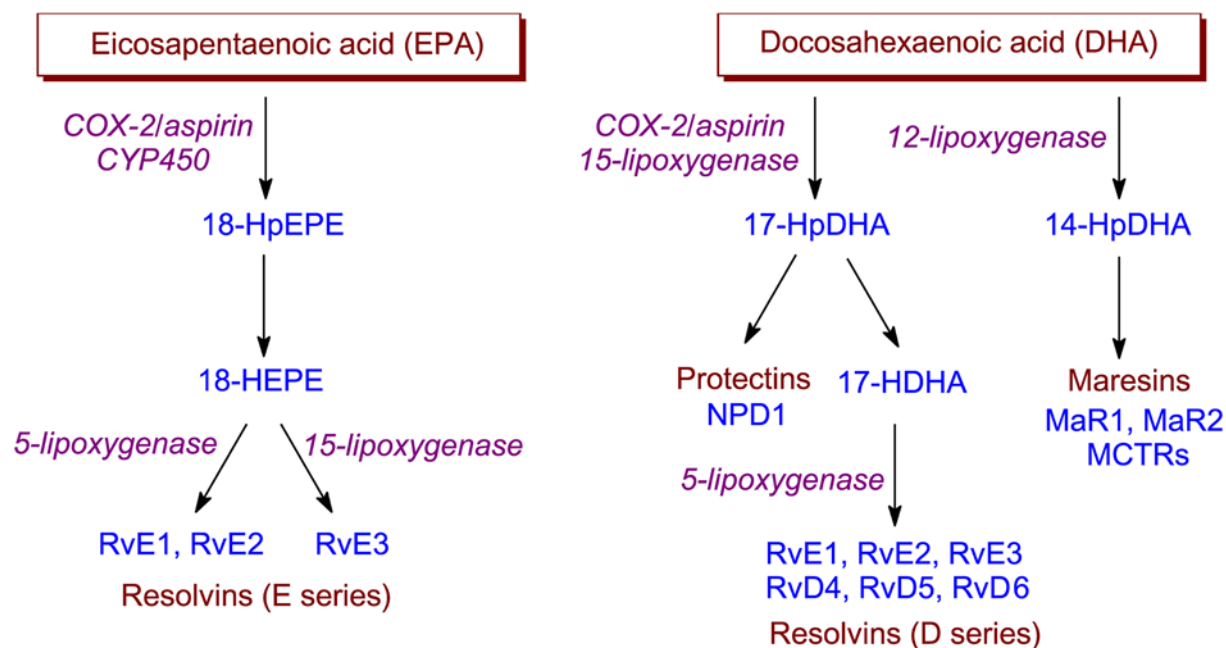 Eicosapentaenoic acid (EPA)
COX-2/aspirin
CYP450
18-HpEPE
18-HEPE
5-lipoxygenase
15-lipoxygenase
RvE1, RvE2
RvE3
Resolvins (E series)
Docosahexaenoic acid (DHA)
COX-2/aspirin
15-lipoxygenase
12-lipoxygenase
17-HpDHA
14-HpDHA
Protectins
NPD1
17-HDHA
Maresins
MaR1, MaR2
MCTRs
5-lipoxygenase
RvE1, RvE2, RvE3
RvD4, RvD5, RvD6
Resolvins (D series)